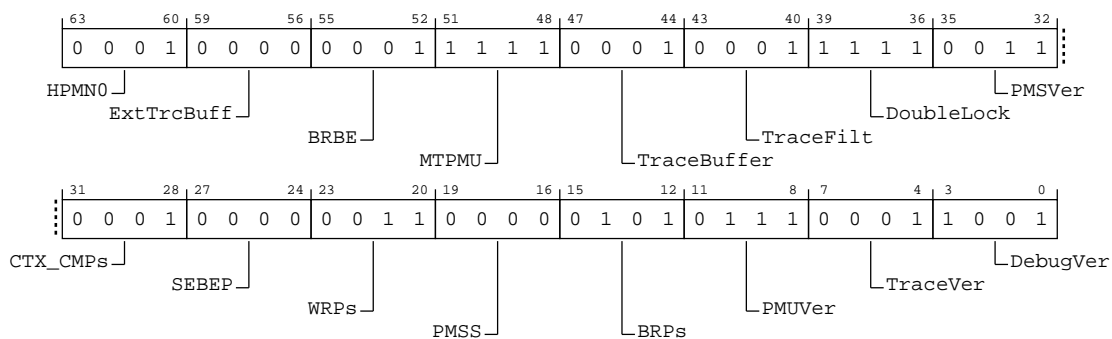 63 60 59 56 55 52 51 48 47 44 43 40 39 36 35 32
0 0 0 1 0 0 0 0 0 0 0 1 1 1 1 1 0 0 0 1 0 0 0 1 1 1 1 1 0 0 1 1
HPMN0 PMSVer
ExtTrcBuff DoubleLock
BRBE TraceFilt
MTPMU TraceBuffer
31 28 27 24 23 20 19 16 15 12 11 8 7 4 3 0
0 0 0 1 0 0 0 0 0 0 1 1 0 0 0 0 0 1 0 1 0 1 1 1 0 0 0 1 1 0 0 1
CTX_CMPs DebugVer
SEBEP TraceVer
WRPs PMUVer
PMSS BRPs